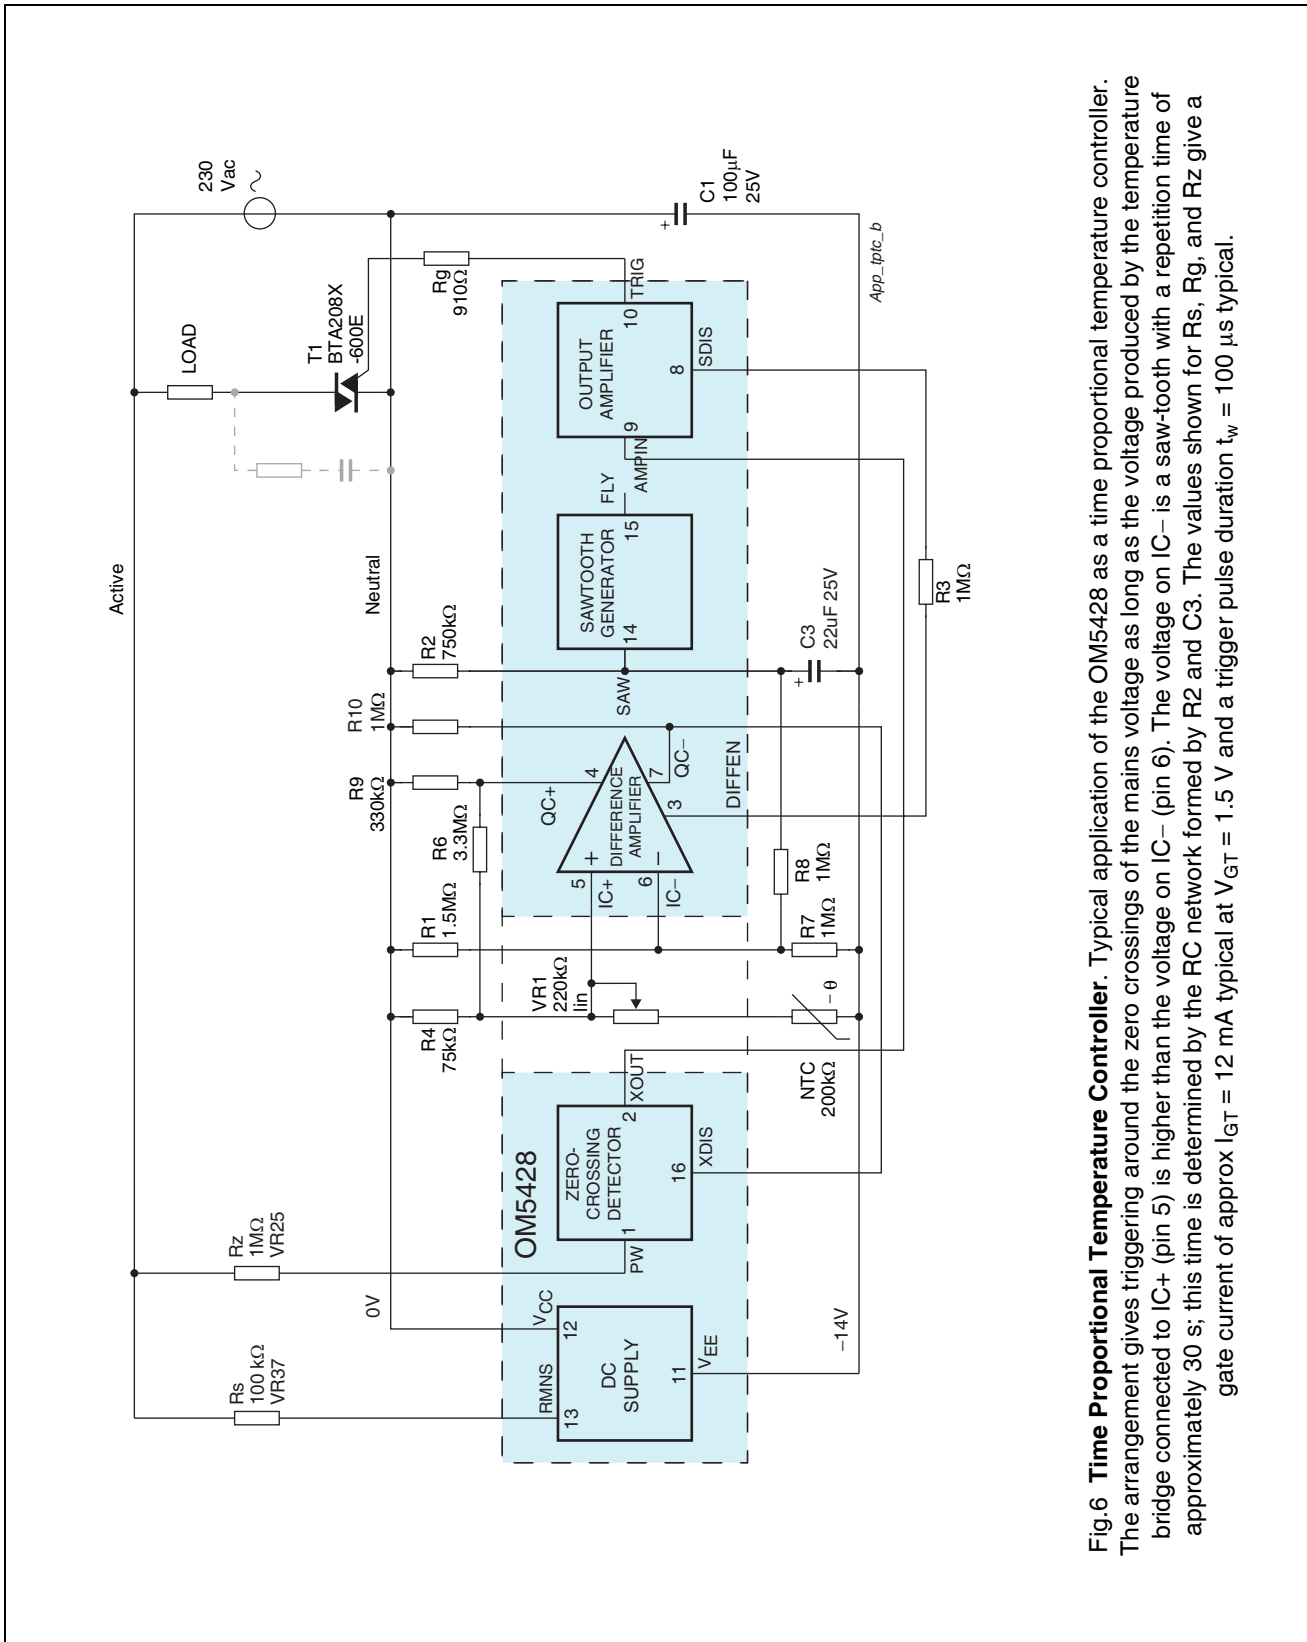 Active
230
Vac
LOAD
T1
BTA208X
-600E
Rs
100 kΩ
VR37
Rz
1MΩ
VR25
0V
Neutral
R4
75kΩ
R1
1.5MΩ
R6
3.3MΩ
R9
330kΩ
R10
1MΩ
R2
750kΩ
Rg
910Ω
OM5428
RMNS
13
VCC
12
DC
SUPPLY
11
VEE
ZERO-
CROSSING
DETECTOR
1
PW
2
XOUT
16
XDIS
VR1
220kΩ
lin
5
IC+
+
6
IC−
−
DIFFERENCE
AMPLIFIER
QC+
4
7
QC−
3
DIFFEN
SAW
14
SAWTOOTH
GENERATOR
15
FLY
AMPIN
9
OUTPUT
AMPLIFIER
10
TRIG
8
SDIS
−14V
NTC
200kΩ
−θ
R7
1MΩ
R8
1MΩ
+
C3
22uF 25V
R3
1MΩ
+
C1
100µF
25V
App_tptc_b
Fig.6 Time Proportional Temperature Controller. Typical application of the OM5428 as a time proportional temperature controller.
The arrangement gives triggering around the zero crossings of the mains voltage as long as the voltage produced by the temperature
bridge connected to IC+ (pin 5) is higher than the voltage on IC− (pin 6). The voltage on IC− is a saw-tooth with a repetition time of
approximately 30 s; this time is determined by the RC network formed by R2 and C3. The values shown for Rs, Rg, and Rz give a
gate current of approx IGT = 12 mA typical at VGT = 1.5 V and a trigger pulse duration tw = 100 µs typical.